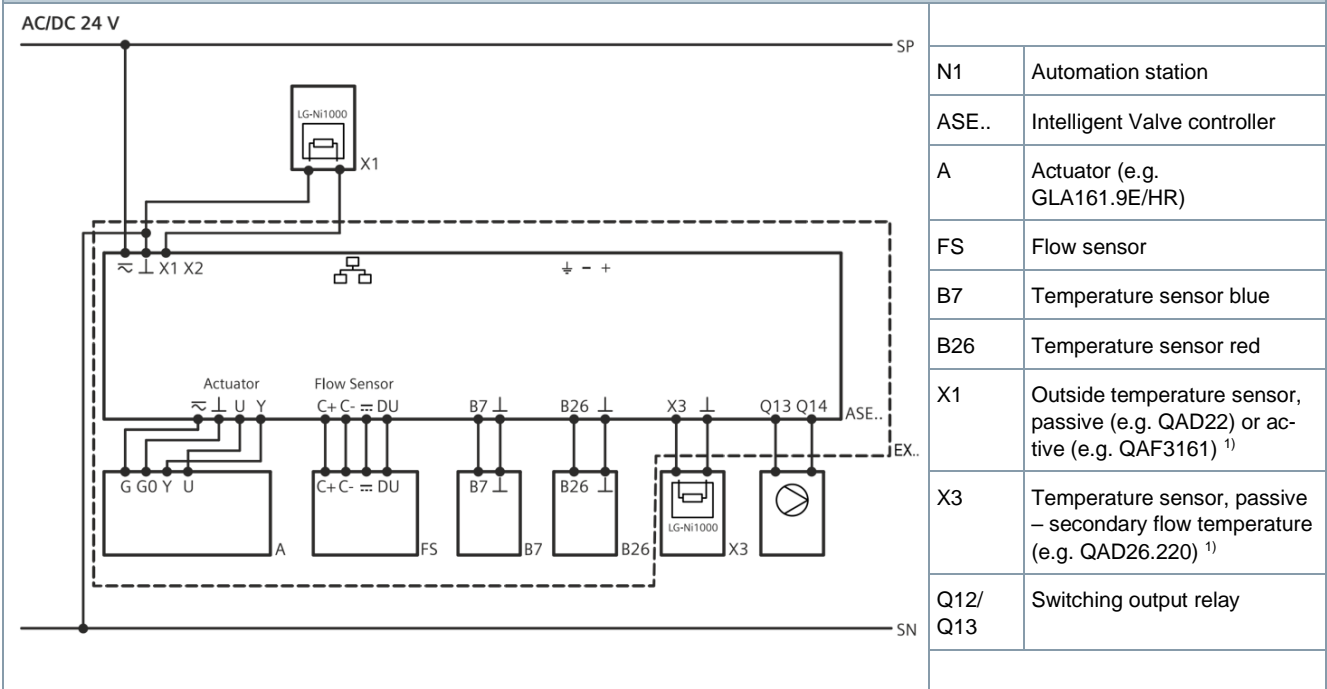 AC/DC 24 V
SP
LG-Ni1000
X1
⏦ ⊥ X1 X2
⏚ - +
Actuator
Flow Sensor
⏦ ⊥ U Y
C+ C- ⎓ DU
B7 ⊥
B26 ⊥
X3 ⊥
Q13 Q14
ASE..
EX..
G G0 Y U
A
C+ C- ⎓ DU
FS
B7 ⊥
B7
B26 ⊥
B26
LG-Ni1000
X3
SN
N1 Automation station
ASE.. Intelligent Valve controller
A Actuator (e.g.
GLA161.9E/HR)
FS Flow sensor
B7 Temperature sensor blue
B26 Temperature sensor red
X1 Outside temperature sensor,
passive (e.g. QAD22) or ac-
tive (e.g. QAF3161) 1)
X3 Temperature sensor, passive
– secondary flow temperature
(e.g. QAD26.220) 1)
Q12/ Switching output relay
Q13